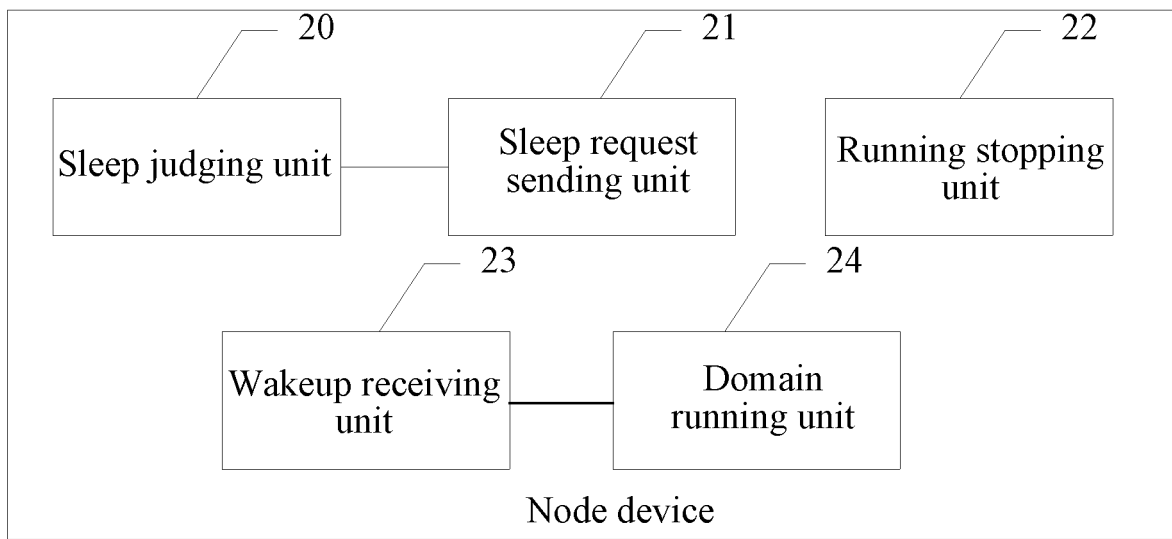 20
21
22
Sleep judging unit
Sleep request
sending unit
Running stopping
unit
23
24
Wakeup receiving
unit
Domain
running unit
Node device